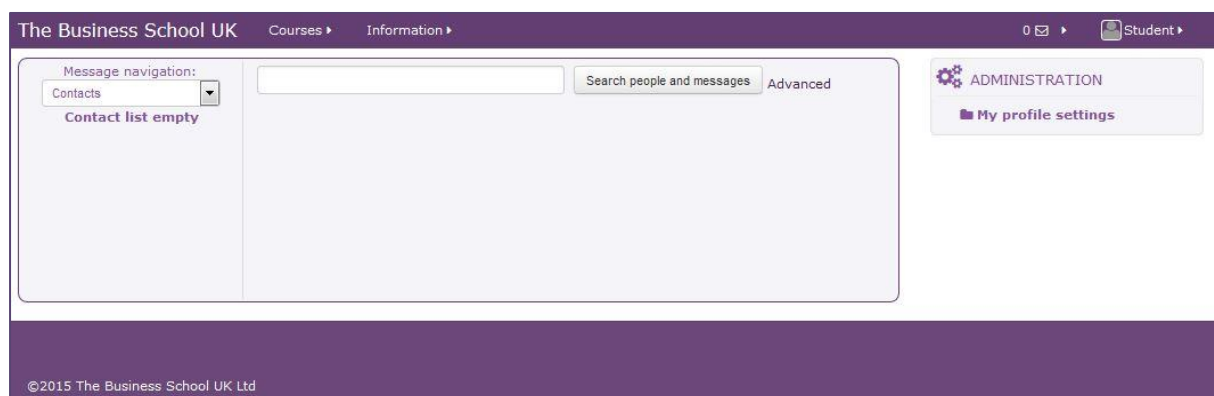 The Business School UK Courses Information 0 Student
Message navigation:
Contacts
Contact list empty
Search people and messages Advanced
ADMINISTRATION
My profile settings
©2015 The Business School UK Ltd